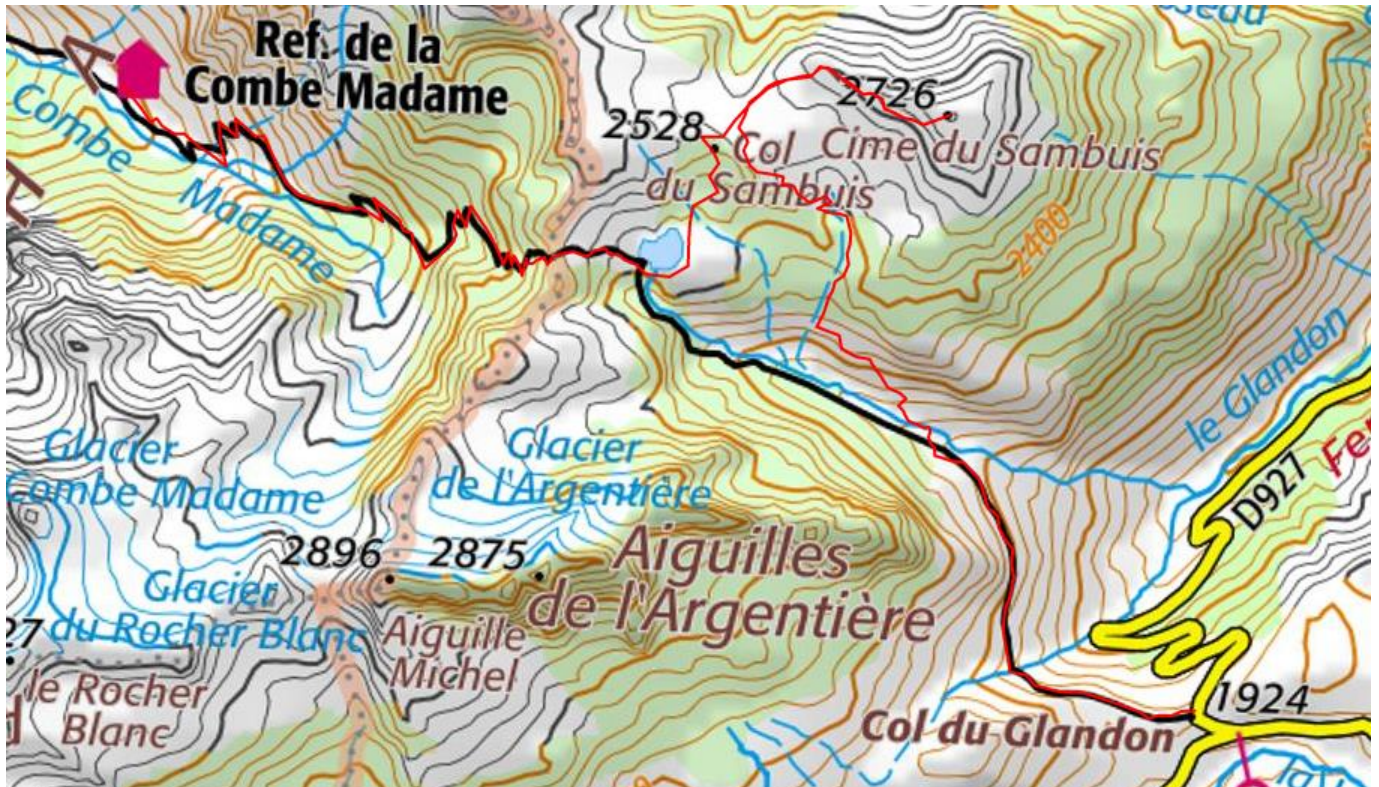 Ref. de la
Combe Madame
Combe
Madame
2528
Col
du Sambuis
2726
Cime du Sambuis
2400
le Glandon
D927
Glacier
Combe Madame
Glacier
de l'Argentière
2896
2875
Aiguilles
de l'Argentière
Glacier
du Rocher Blanc
Aiguille
Michel
le Rocher
Blanc
1924
Col du Glandon